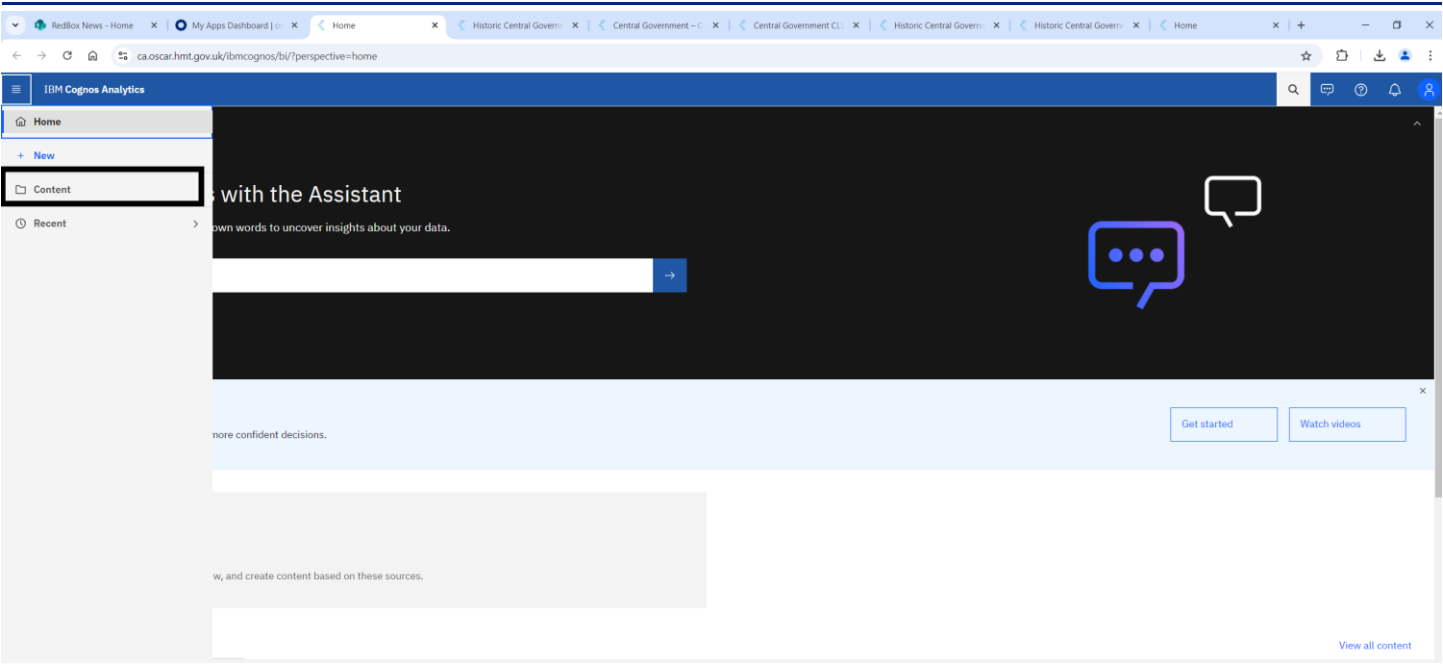 RedBox News - Home
My Apps Dashboard | o
Home
Historic Central Govern
Central Government – C
Central Government CL
Historic Central Govern
Historic Central Govern
Home
ca.oscar.hmt.gov.uk/ibmcognos/bi/?perspective=home
IBM Cognos Analytics
Home
+ New
Content
Recent
with the Assistant
own words to uncover insights about your data.
more confident decisions.
Get started
Watch videos
w, and create content based on these sources.
View all content